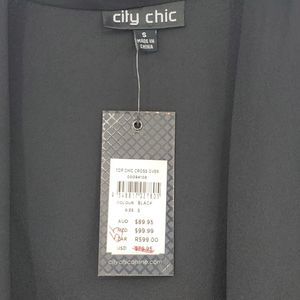 city chic
S
MADE IN
CHINA
TOP CHIC CROSS OVER
COLOUR: BLACK
SIZE: S
AUD $89.95
NZD $99.99
ZAR R599.00
USD
citychiconline.com